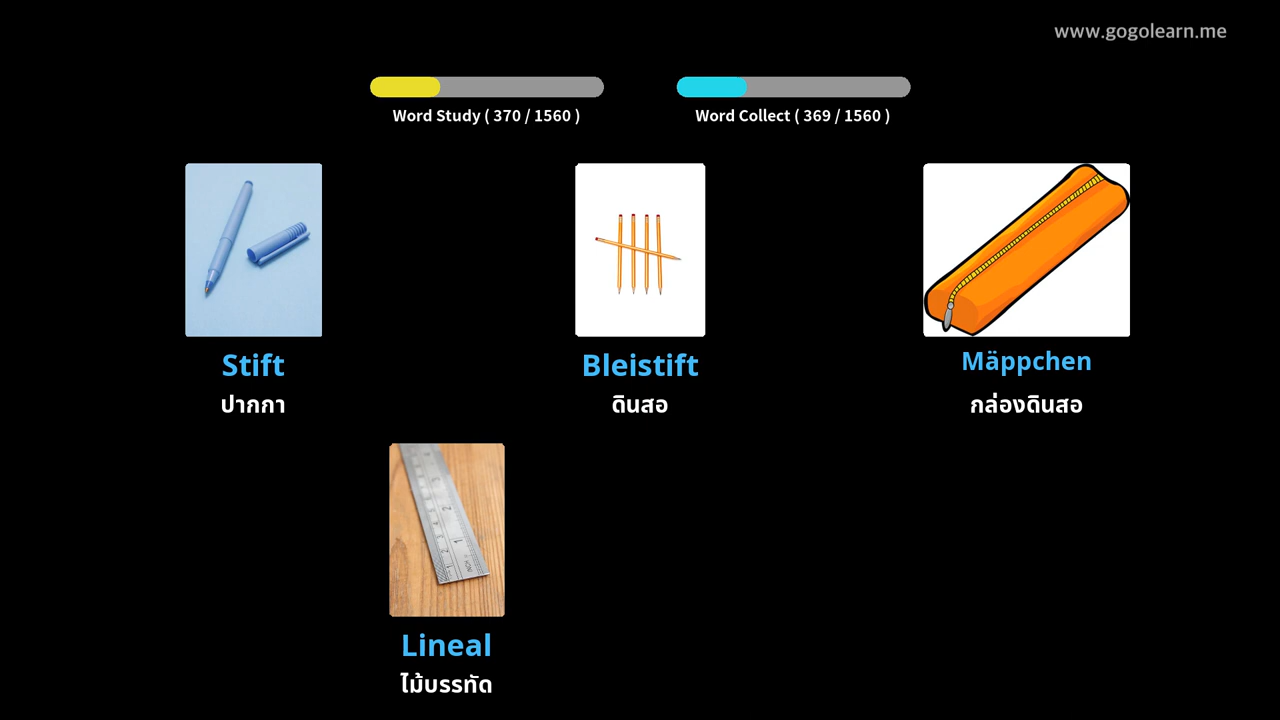 www.gogolearn.me
Word Study ( 370 / 1560 )
Word Collect ( 369 / 1560 )
Stift
Bleistift
Mäppchen
ปากกา
ดินสอ
กล่องดินสอ
Lineal
ไม้บรรทัด